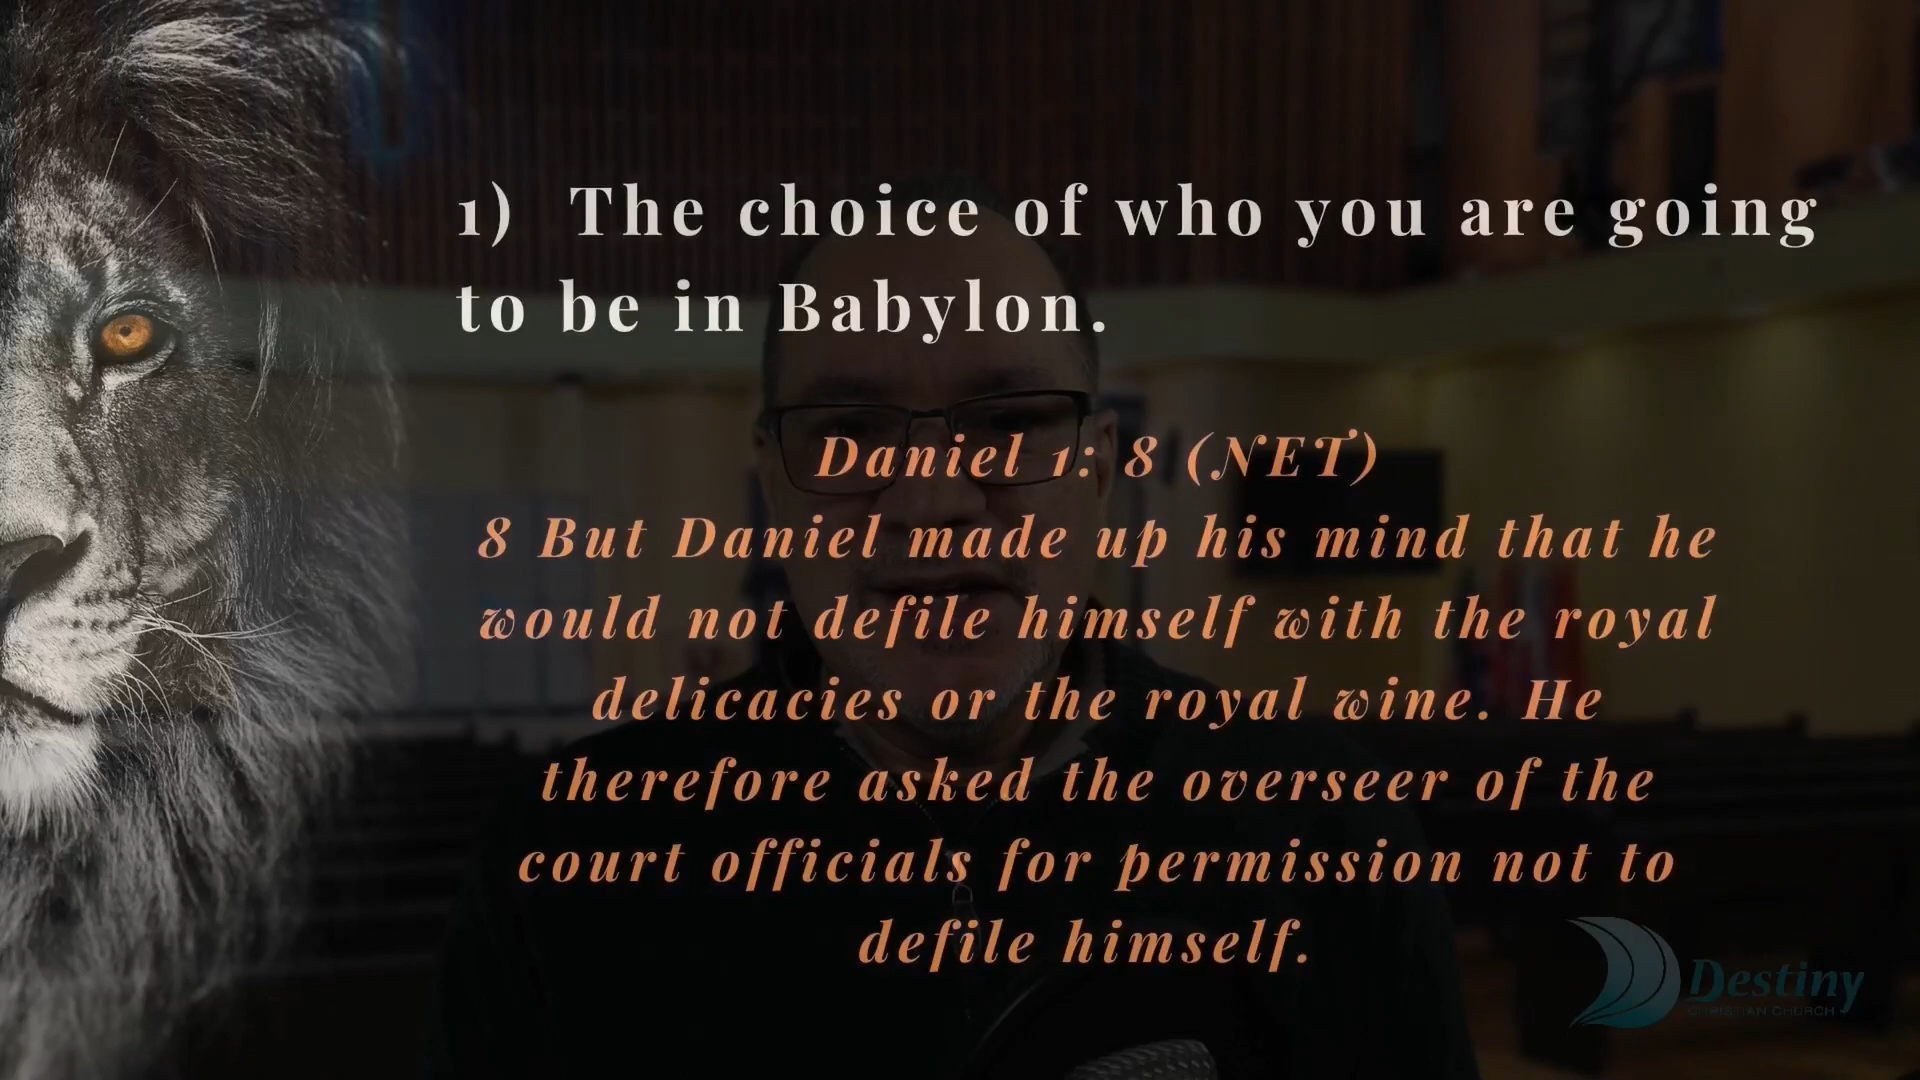 1) The choice of who you are going
to be in Babylon.
Daniel 1: 8 (NET)
8 But Daniel made up his mind that he
would not defile himself with the royal
delicacies or the royal wine. He
therefore asked the overseer of the
court officials for permission not to
defile himself.
Destiny
CHRISTIAN CHURCH